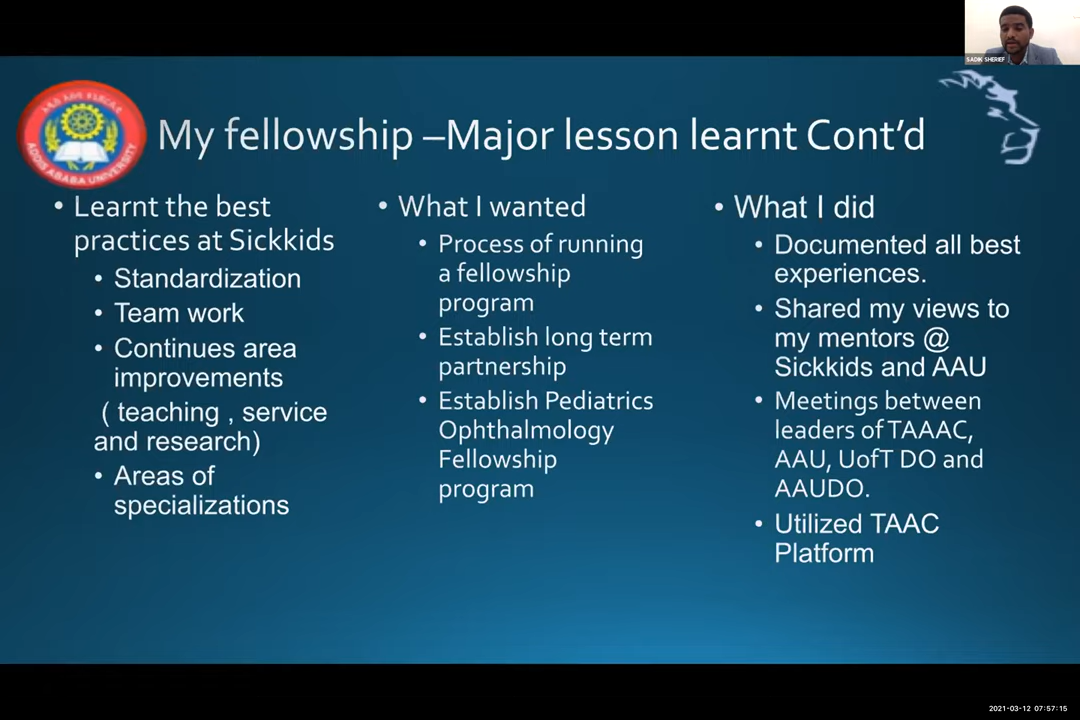 SADIK SHERIEF
ADDIS ABABA UNIVERSITY
My fellowship –Major lesson learnt Cont’d
• Learnt the best
practices at Sickkids
• Standardization
• Team work
• Continues area
improvements
( teaching , service
and research)
• Areas of
specializations
• What I wanted
• Process of running
a fellowship
program
• Establish long term
partnership
• Establish Pediatrics
Ophthalmology
Fellowship
program
• What I did
• Documented all best
experiences.
• Shared my views to
my mentors @
Sickkids and AAU
• Meetings between
leaders of TAAAC,
AAU, UofT DO and
AAUDO.
• Utilized TAAC
Platform
2021-03-12 07:57:15